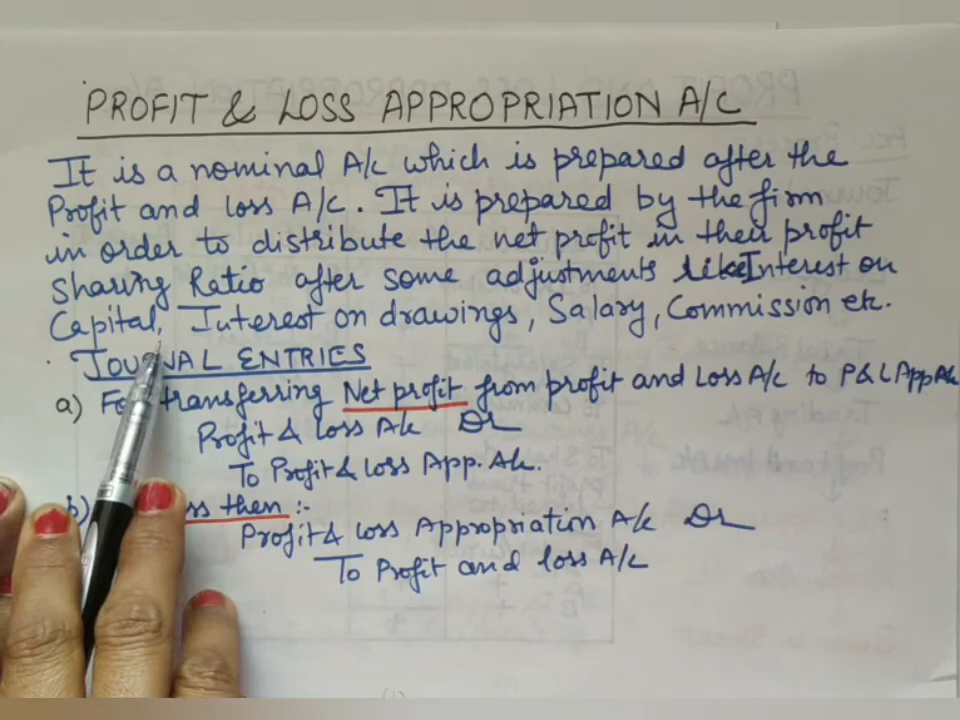 PROFIT & LOSS APPROPRIATION A/C
It is a nominal A/c which is prepared after the
Profit and loss A/c. It is prepared by the firm
in order to distribute the net profit in their profit
Sharing Ratio after some adjustments like Interest on
Capital, Interest on drawings, Salary, Commission etc.
JOURNAL ENTRIES
a) For transferring Net profit from profit and Loss A/c to P & L App A/c
Profit & loss A/c Dr
To Profit & Loss App. A/c.
b) then :-
Profit & loss Appropriation A/c Dr
To Profit and loss A/c